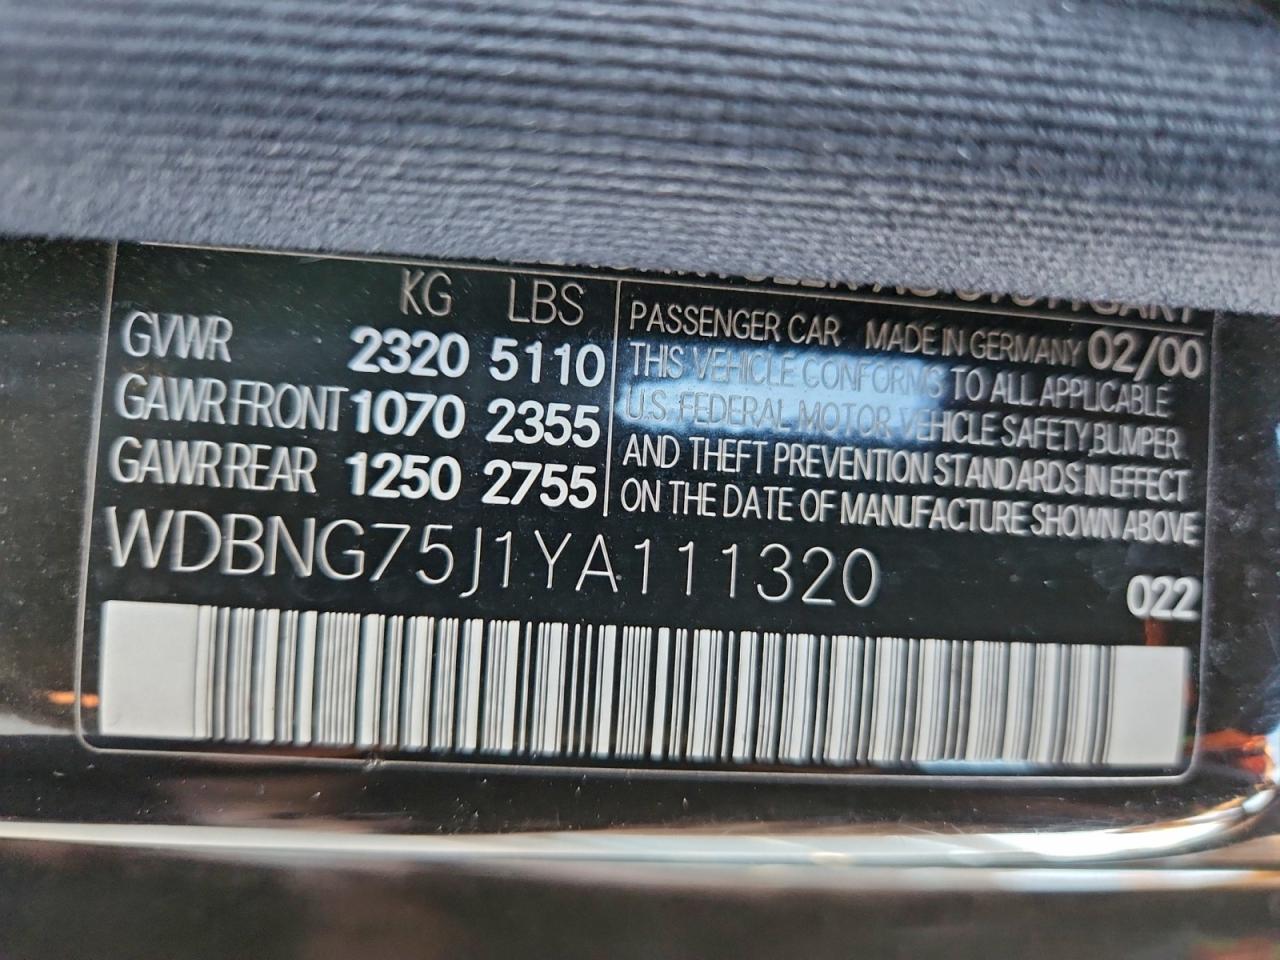 KG LBS
GVWR 2320 5110
GAWR FRONT 1070 2355
GAWR REAR 1250 2755
PASSENGER CAR MADE IN GERMANY 02/00
THIS VEHICLE CONFORMS TO ALL APPLICABLE
U.S. FEDERAL MOTOR VEHICLE SAFETY,BUMPER
AND THEFT PREVENTION STANDARDS IN EFFECT
ON THE DATE OF MANUFACTURE SHOWN ABOVE
WDBNG75J1YA111320
022